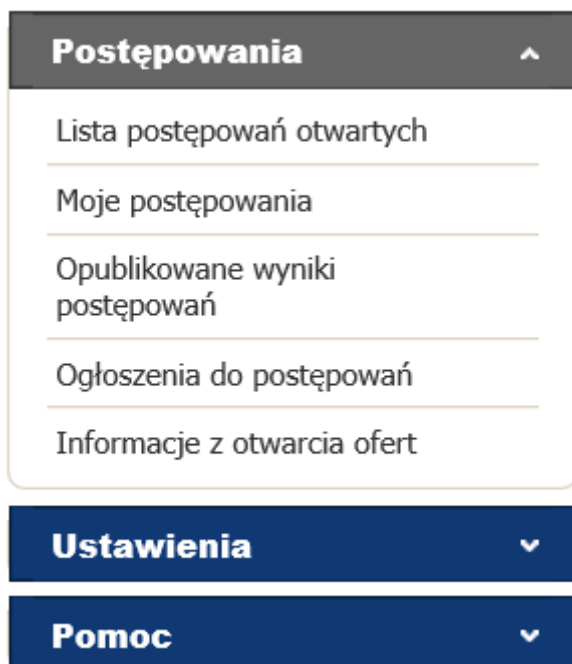 Postępowania
Lista postępowań otwartych
Moje postępowania
Opublikowane wyniki
postępowań
Ogłoszenia do postępowań
Informacje z otwarcia ofert
Ustawienia
Pomoc